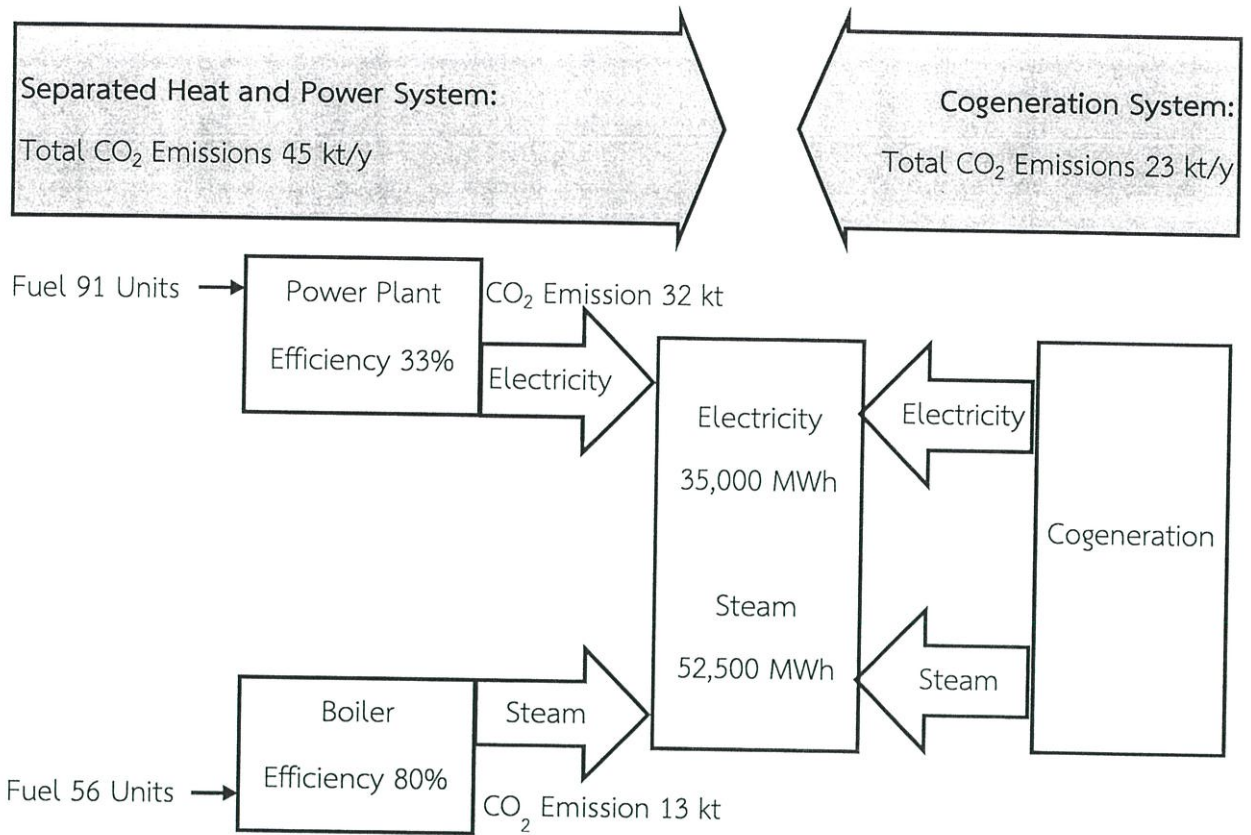 Separated Heat and Power System:
Total CO₂ Emissions 45 kt/y
Cogeneration System:
Total CO₂ Emissions 23 kt/y
Fuel 91 Units
Power Plant
Efficiency 33%
CO₂ Emission 32 kt
Electricity
Electricity
35,000 MWh
Electricity
Cogeneration
Steam
52,500 MWh
Steam
Boiler
Efficiency 80%
Steam
Fuel 56 Units
CO₂ Emission 13 kt